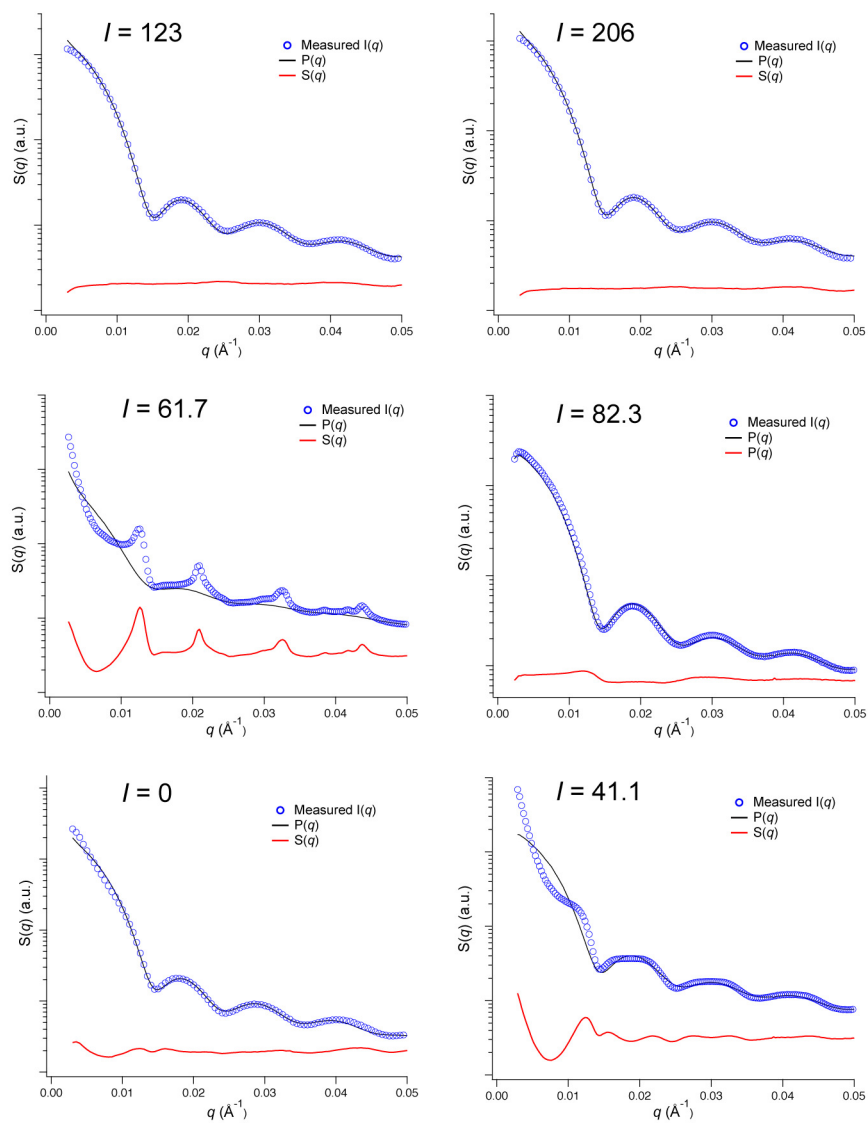 I = 123
Measured I(q)
P(q)
S(q)
S(q) (a.u.)
0.00 0.01 0.02 0.03 0.04 0.05
q (Å⁻¹)
I = 206
Measured I(q)
P(q)
S(q)
S(q) (a.u.)
0.00 0.01 0.02 0.03 0.04 0.05
q (Å⁻¹)
I = 61.7
Measured I(q)
P(q)
S(q)
S(q) (a.u.)
0.00 0.01 0.02 0.03 0.04 0.05
q (Å⁻¹)
I = 82.3
Measured I(q)
P(q)
P(q)
S(q) (a.u.)
0.00 0.01 0.02 0.03 0.04 0.05
q (Å⁻¹)
I = 0
Measured I(q)
P(q)
S(q)
S(q) (a.u.)
0.00 0.01 0.02 0.03 0.04 0.05
q (Å⁻¹)
I = 41.1
Measured I(q)
P(q)
S(q)
S(q) (a.u.)
0.00 0.01 0.02 0.03 0.04 0.05
q (Å⁻¹)